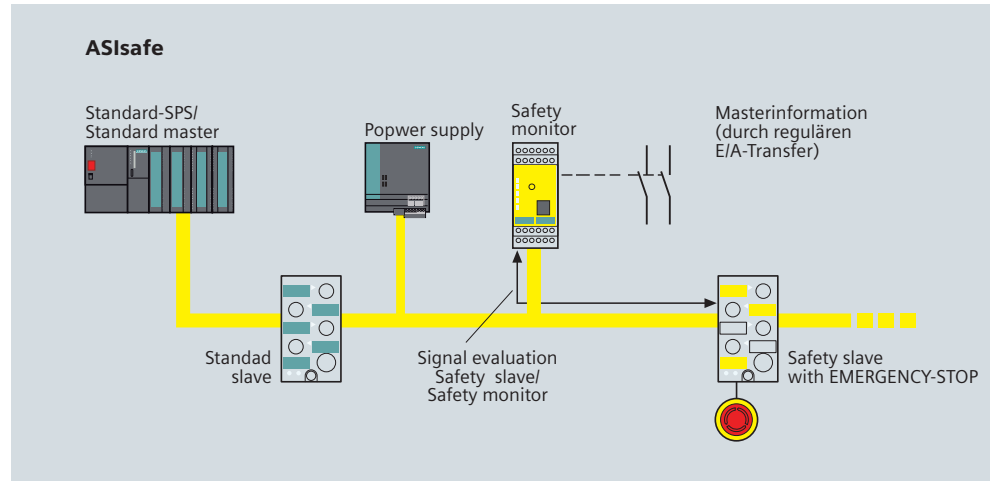 ASIsafe
Standard-SPS/
Standard master
Popwer supply
Safety
monitor
Masterinformation
(durch regulären
E/A-Transfer)
Standad
slave
Signal evaluation
Safety slave/
Safety monitor
Safety slave
with EMERGENCY-STOP